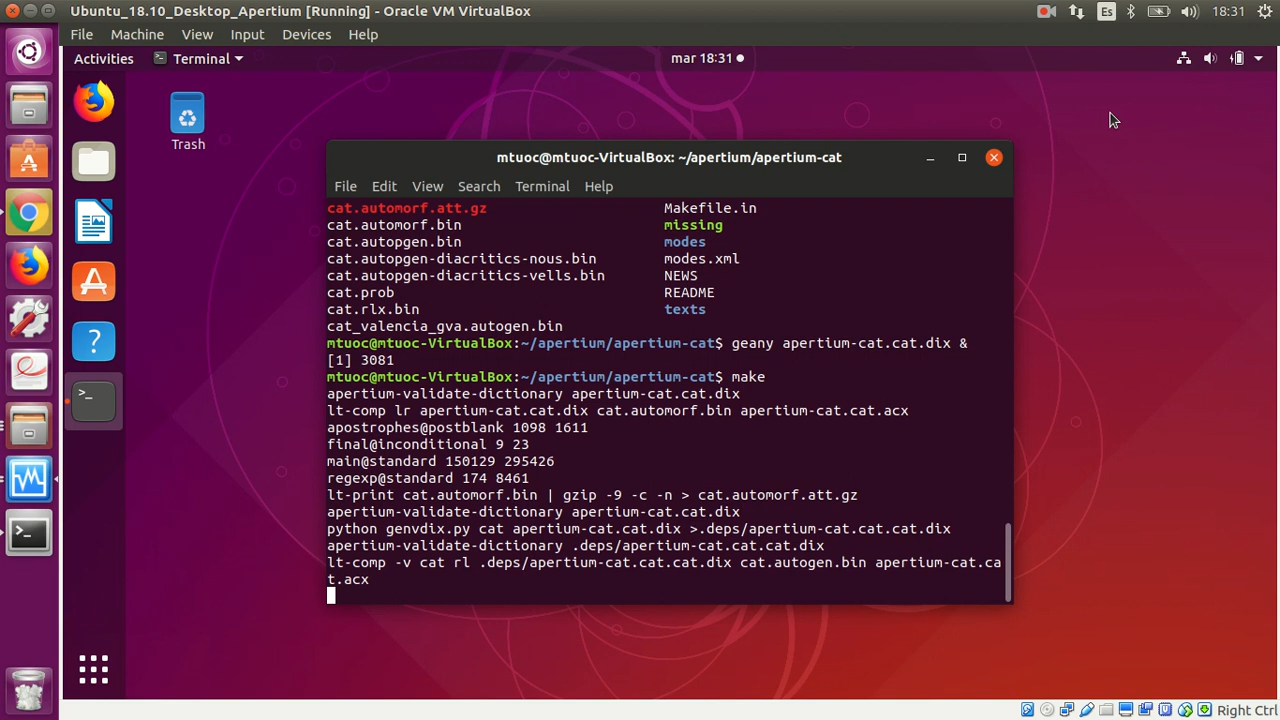 Ubuntu_18.10_Desktop_Apertium [Running] - Oracle VM VirtualBox
Es
18:31
File Machine View Input Devices Help
Activities
Terminal
mar 18:31
Trash
mtuoc@mtuoc-VirtualBox: ~/apertium/apertium-cat
File Edit View Search Terminal Help
cat.automorf.att.gz Makefile.in
cat.automorf.bin missing
cat.autopgen.bin modes
cat.autopgen-diacritics-nous.bin modes.xml
cat.autopgen-diacritics-vells.bin NEWS
cat.prob README
cat.rlx.bin texts
cat_valencia_gva.autogen.bin
mtuoc@mtuoc-VirtualBox:~/apertium/apertium-cat$ geany apertium-cat.cat.dix &
[1] 3081
mtuoc@mtuoc-VirtualBox:~/apertium/apertium-cat$ make
apertium-validate-dictionary apertium-cat.cat.dix
lt-comp lr apertium-cat.cat.dix cat.automorf.bin apertium-cat.cat.acx
apostrophes@postblank 1098 1611
final@inconditional 9 23
main@standard 150129 295426
regexp@standard 174 8461
lt-print cat.automorf.bin | gzip -9 -c -n > cat.automorf.att.gz
apertium-validate-dictionary apertium-cat.cat.dix
python genvdix.py cat apertium-cat.cat.dix >.deps/apertium-cat.cat.cat.dix
apertium-validate-dictionary .deps/apertium-cat.cat.cat.dix
lt-comp -v cat rl .deps/apertium-cat.cat.cat.dix cat.autogen.bin apertium-cat.ca
t.acx
Right Ctrl